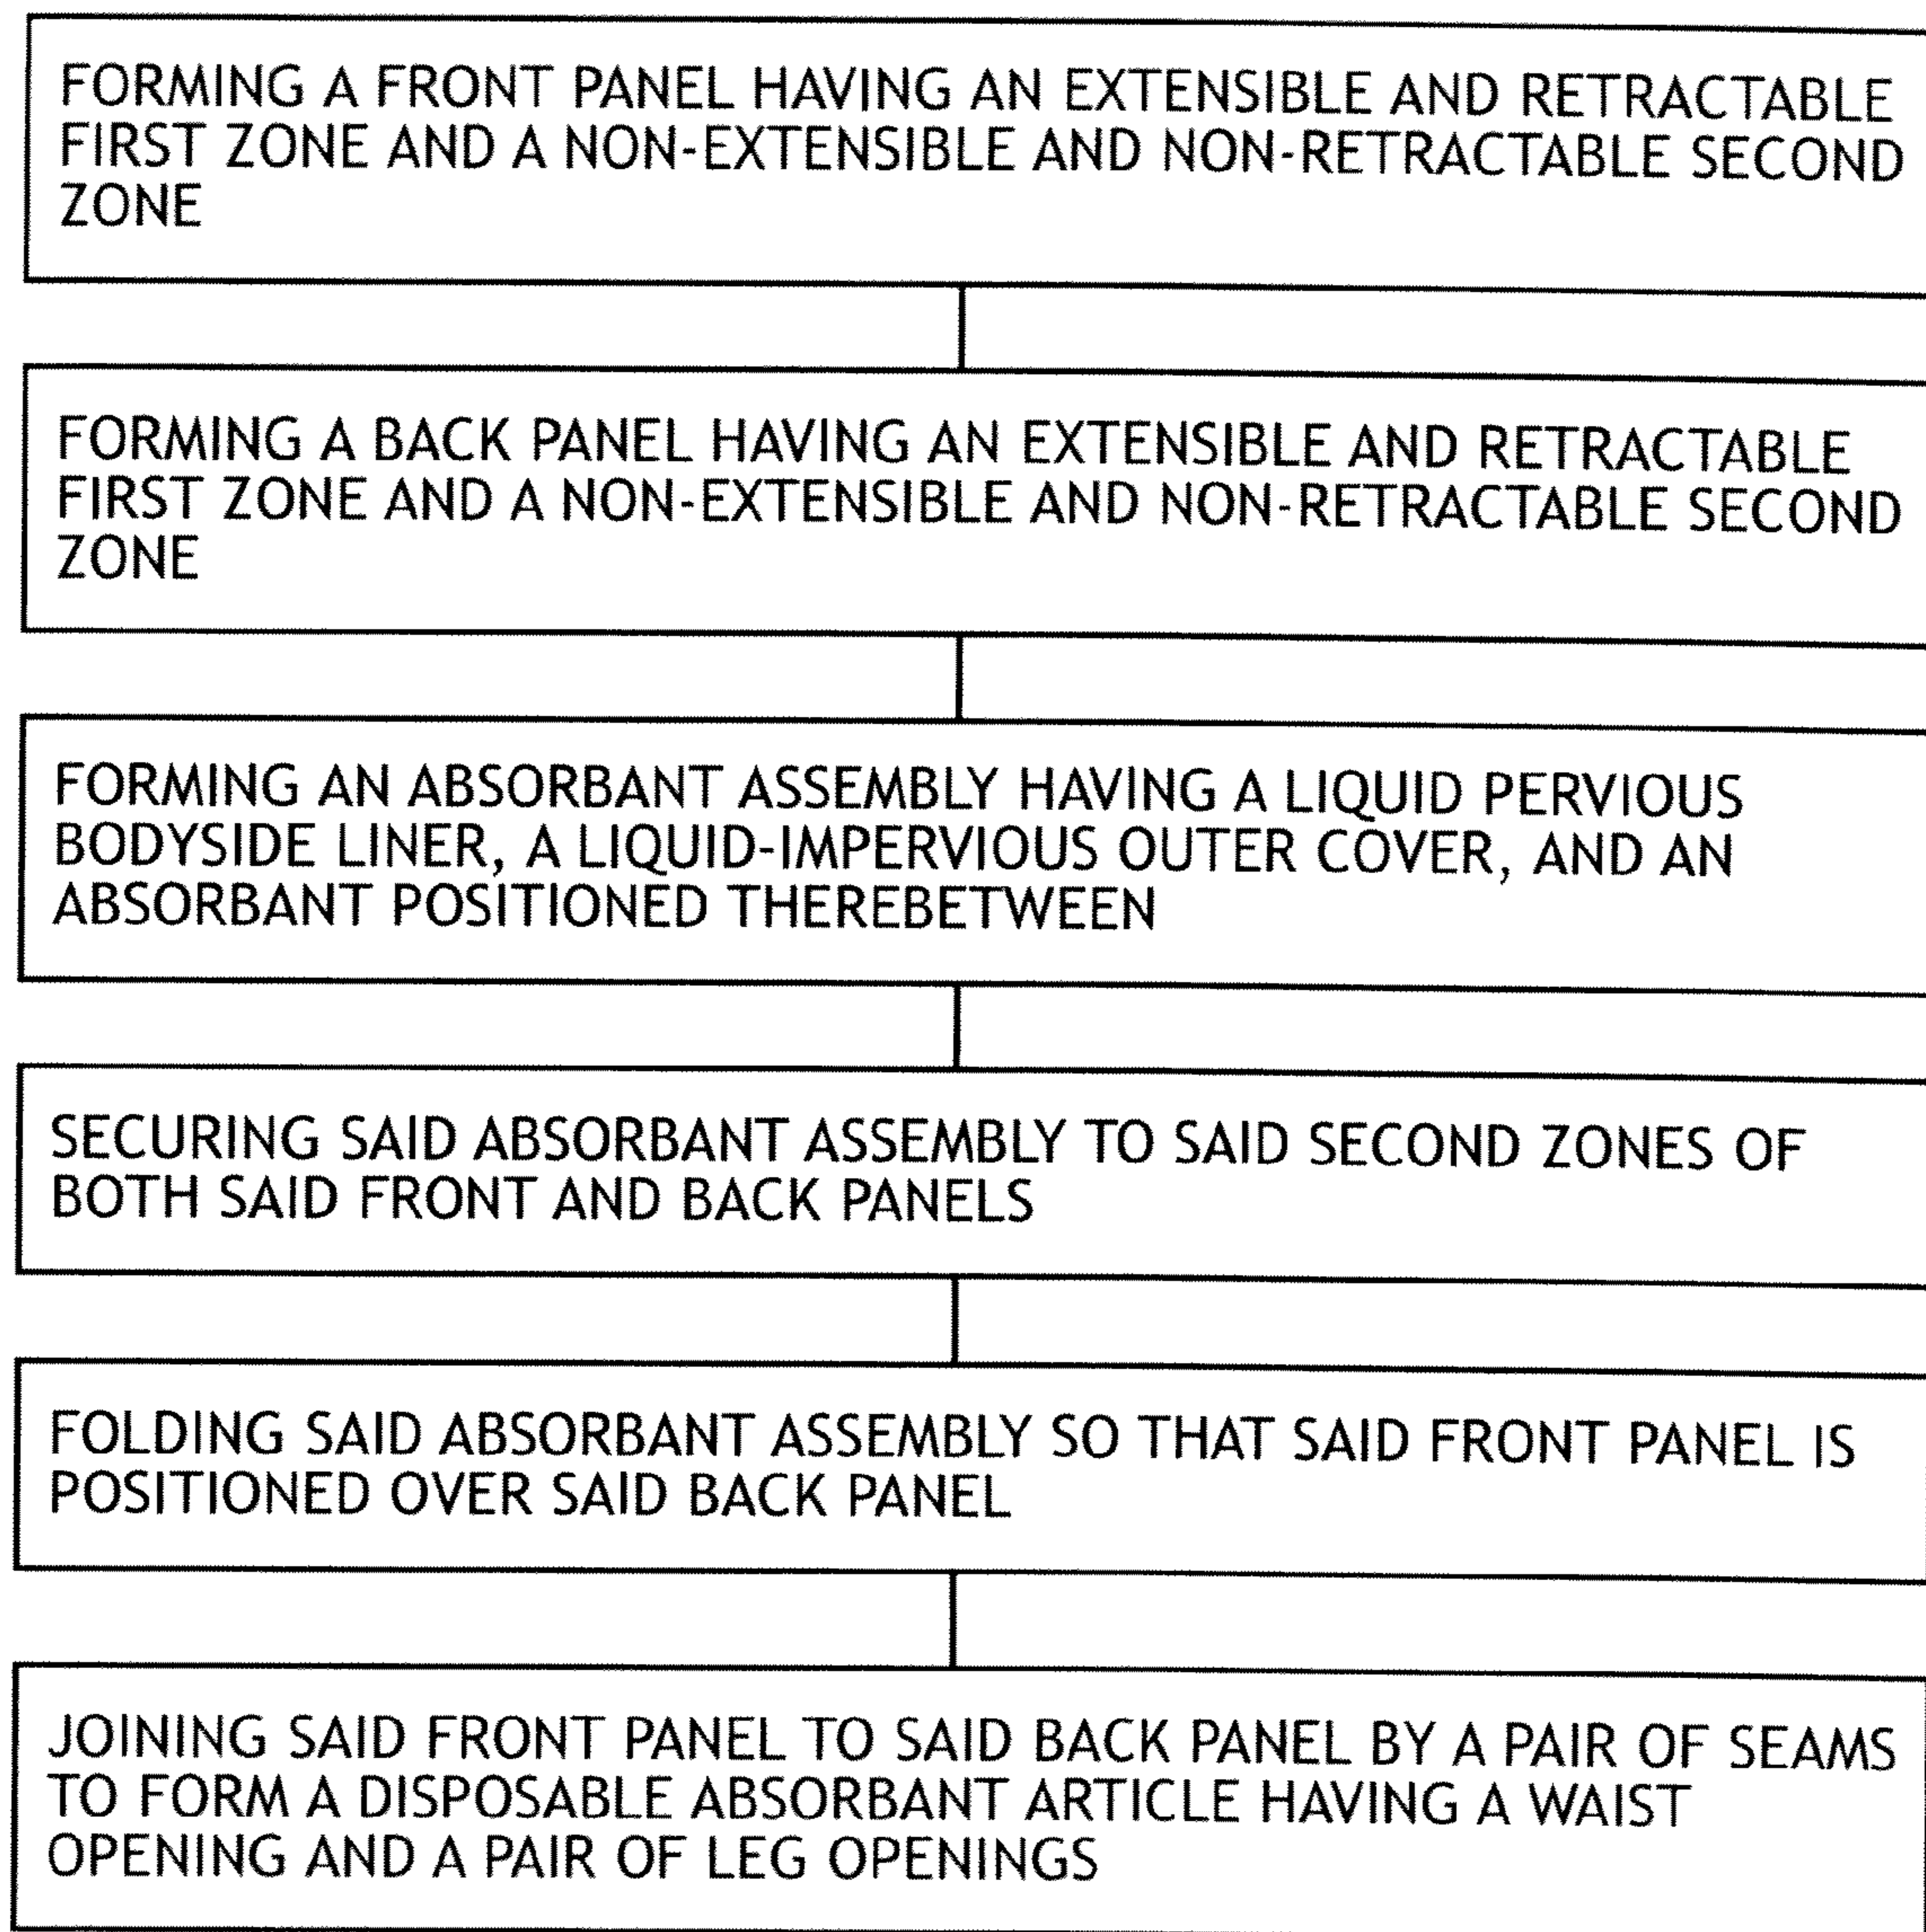 FORMING A FRONT PANEL HAVING AN EXTENSIBLE AND RETRACTABLE
FIRST ZONE AND A NON-EXTENSIBLE AND NON-RETRACTABLE SECOND
ZONE
FORMING A BACK PANEL HAVING AN EXTENSIBLE AND RETRACTABLE
FIRST ZONE AND A NON-EXTENSIBLE AND NON-RETRACTABLE SECOND
ZONE
FORMING AN ABSORBANT ASSEMBLY HAVING A LIQUID PERVIOUS
BODYSIDE LINER, A LIQUID-IMPERVIOUS OUTER COVER, AND AN
ABSORBANT POSITIONED THEREBETWEEN
SECURING SAID ABSORBANT ASSEMBLY TO SAID SECOND ZONES OF
BOTH SAID FRONT AND BACK PANELS
FOLDING SAID ABSORBANT ASSEMBLY SO THAT SAID FRONT PANEL IS
POSITIONED OVER SAID BACK PANEL
JOINING SAID FRONT PANEL TO SAID BACK PANEL BY A PAIR OF SEAMS
TO FORM A DISPOSABLE ABSORBANT ARTICLE HAVING A WAIST
OPENING AND A PAIR OF LEG OPENINGS